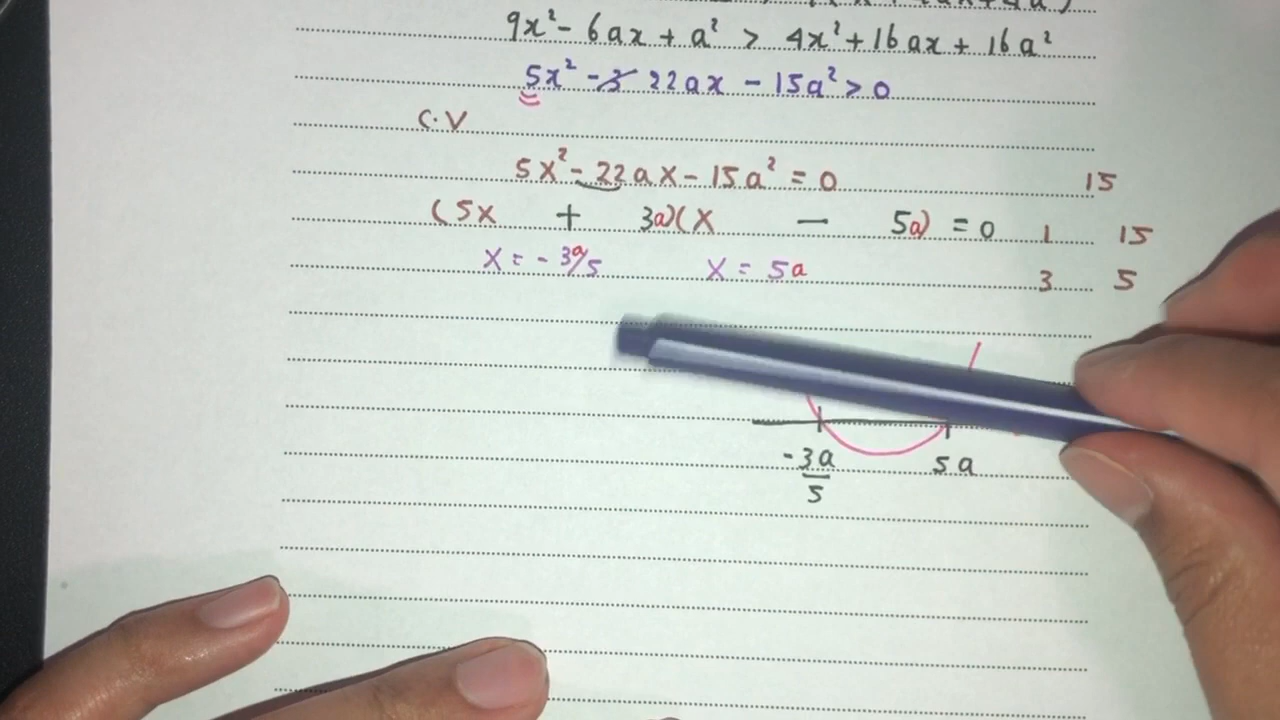 9x² - 6ax + a² > 4x² + 16ax + 16a²
5x² - 22ax - 15a² > 0
C.V
5x² - 22ax - 15a² = 0 15
(5x + 3a)(x - 5a) = 0 1 15
x = - 3a/5 x = 5a 3 5
-3a/5 5a